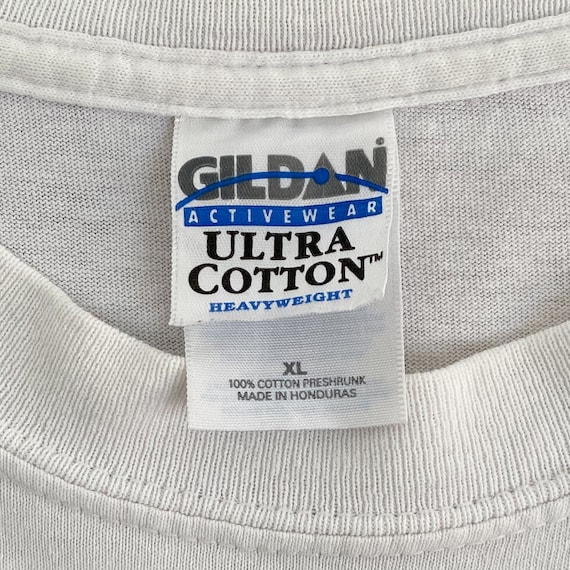 GILDAN®
ACTIVEWEAR
ULTRA
COTTON™
HEAVYWEIGHT
XL
100% COTTON PRESHRUNK
MADE IN HONDURAS